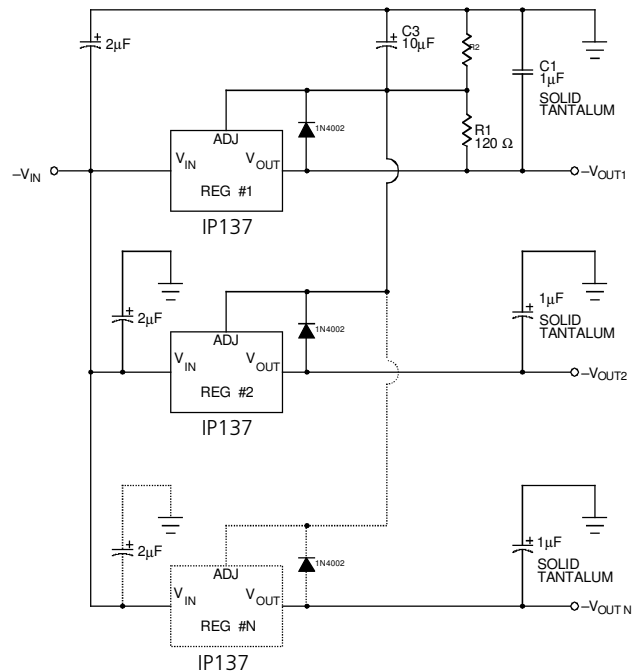 +
2μF
+
C3
10μF
R2
C1
1μF
SOLID
TANTALUM
ADJ
1N4002
R1
120 Ω
–VIN
VIN
VOUT
–VOUT1
REG #1
IP137
+
2μF
+
1μF
SOLID
TANTALUM
ADJ
1N4002
VIN
VOUT
–VOUT2
REG #2
IP137
+
2μF
+
1μF
SOLID
TANTALUM
ADJ
1N4002
VIN
VOUT
–VOUT N
REG #N
IP137